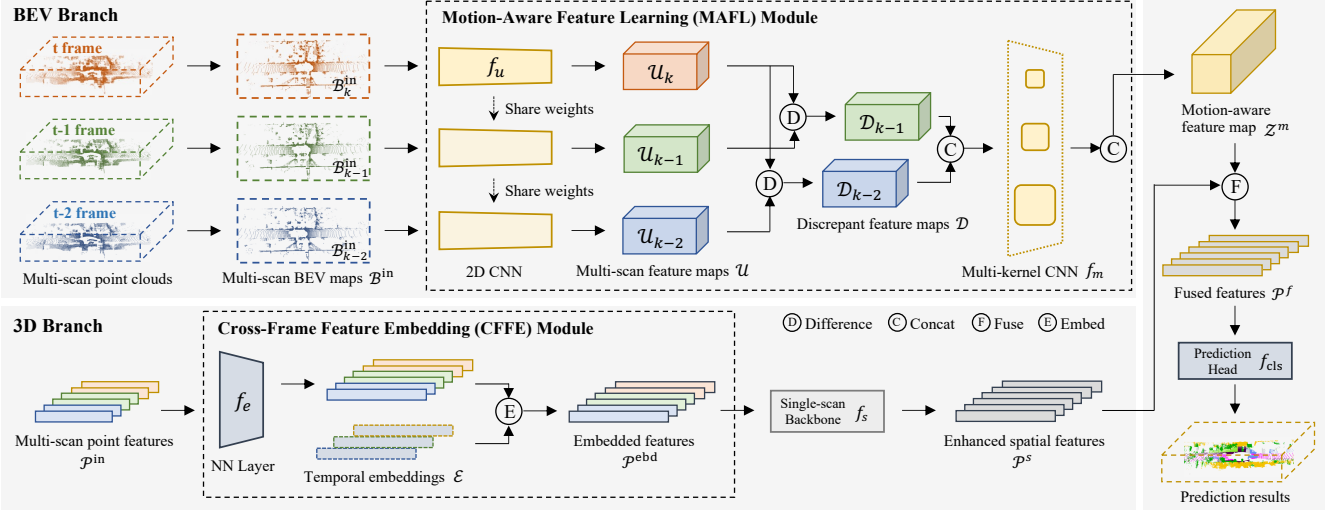 BEV Branch
Motion-Aware Feature Learning (MAFL) Module
t frame
t-1 frame
t-2 frame
Multi-scan point clouds
ℬ_k^in
ℬ_{k-1}^in
ℬ_{k-2}^in
Multi-scan BEV maps ℬ^in
f_u
Share weights
Share weights
2D CNN
𝒰_k
𝒰_{k-1}
𝒰_{k-2}
Multi-scan feature maps 𝒰
D
D
𝒟_{k-1}
𝒟_{k-2}
Discrepant feature maps 𝒟
C
Multi-kernel CNN f_m
C
Motion-aware
feature map 𝒵^m
F
Fused features 𝒫^f
Prediction
Head f_cls
Prediction results
3D Branch
Cross-Frame Feature Embedding (CFFE) Module
D Difference C Concat F Fuse E Embed
Multi-scan point features
𝒫^in
f_e
NN Layer
Temporal embeddings ℰ
E
Embedded features
𝒫^ebd
Single-scan
Backbone f_s
Enhanced spatial features
𝒫^s